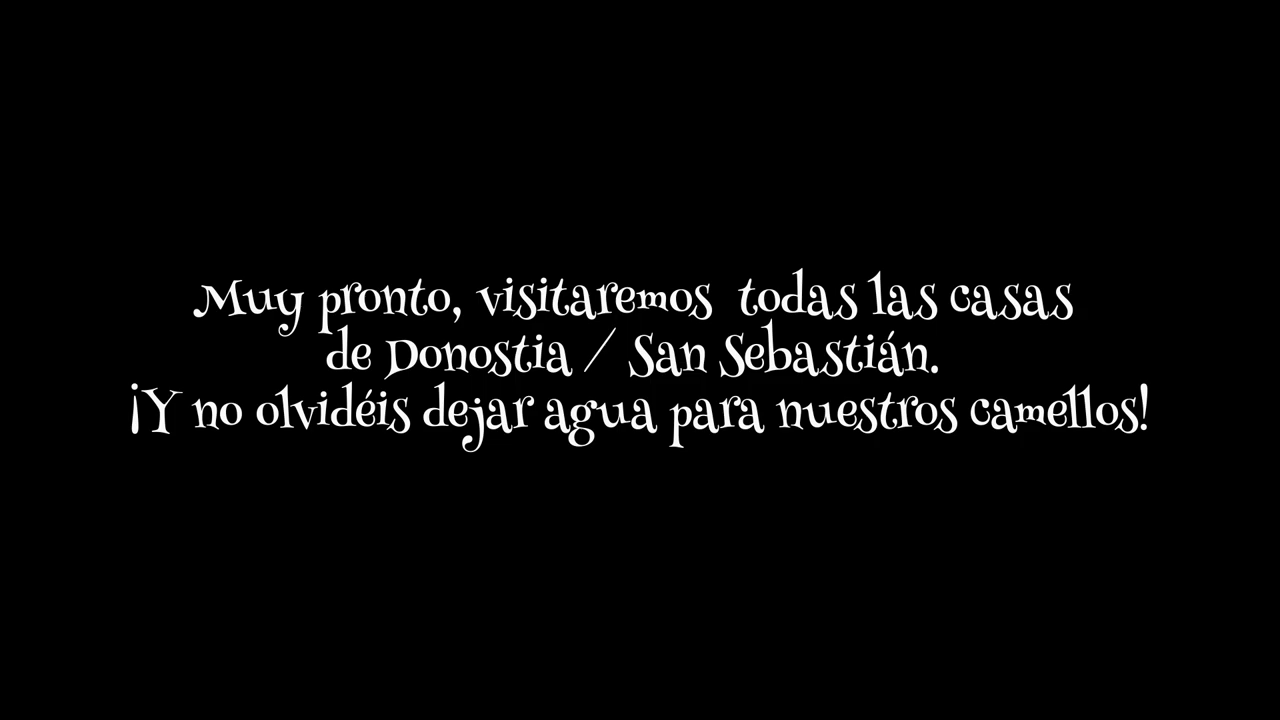 Muy pronto, visitaremos todas las casas
de Donostia / San Sebastián.
¡Y no olvidéis dejar agua para nuestros camellos!